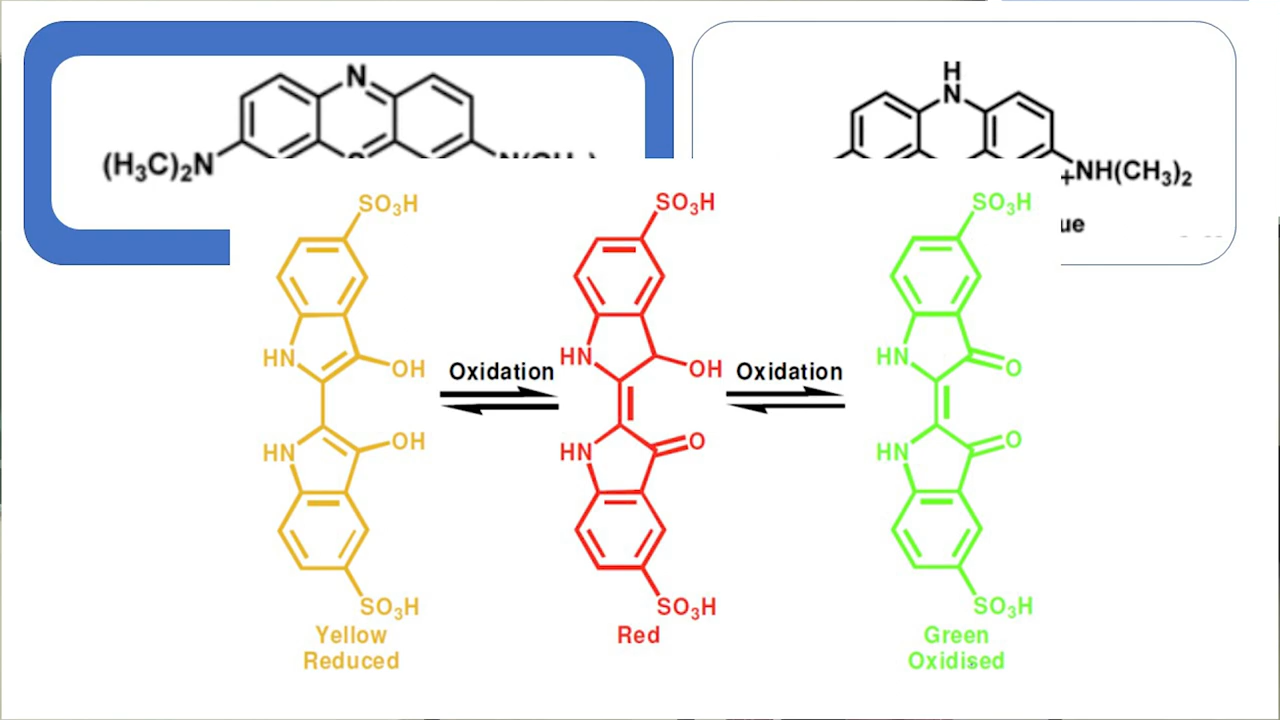 N
(H₃C)₂N
H
N
+NH(CH₃)₂
ue
SO₃H SO₃H SO₃H
HN OH HN OH HN O
Oxidation Oxidation
HN OH HN O HN O
SO₃H SO₃H SO₃H
Yellow Red Green
Reduced Oxidised